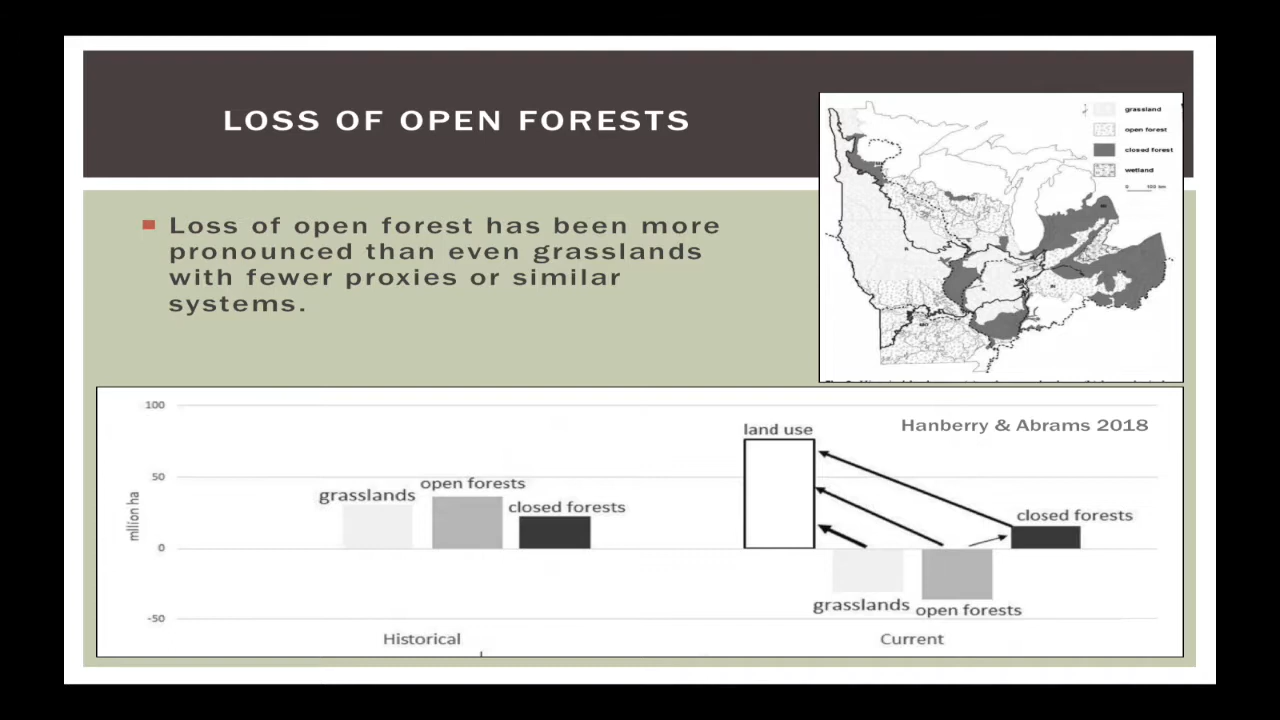 LOSS OF OPEN FORESTS
grassland
open forest
closed forest
wetland
Loss of open forest has been more
pronounced than even grasslands
with fewer proxies or similar
systems.
Hanberry & Abrams 2018
100
50
0
-50
mllion ha
grasslands
open forests
closed forests
Historical
land use
grasslands
open forests
closed forests
Current